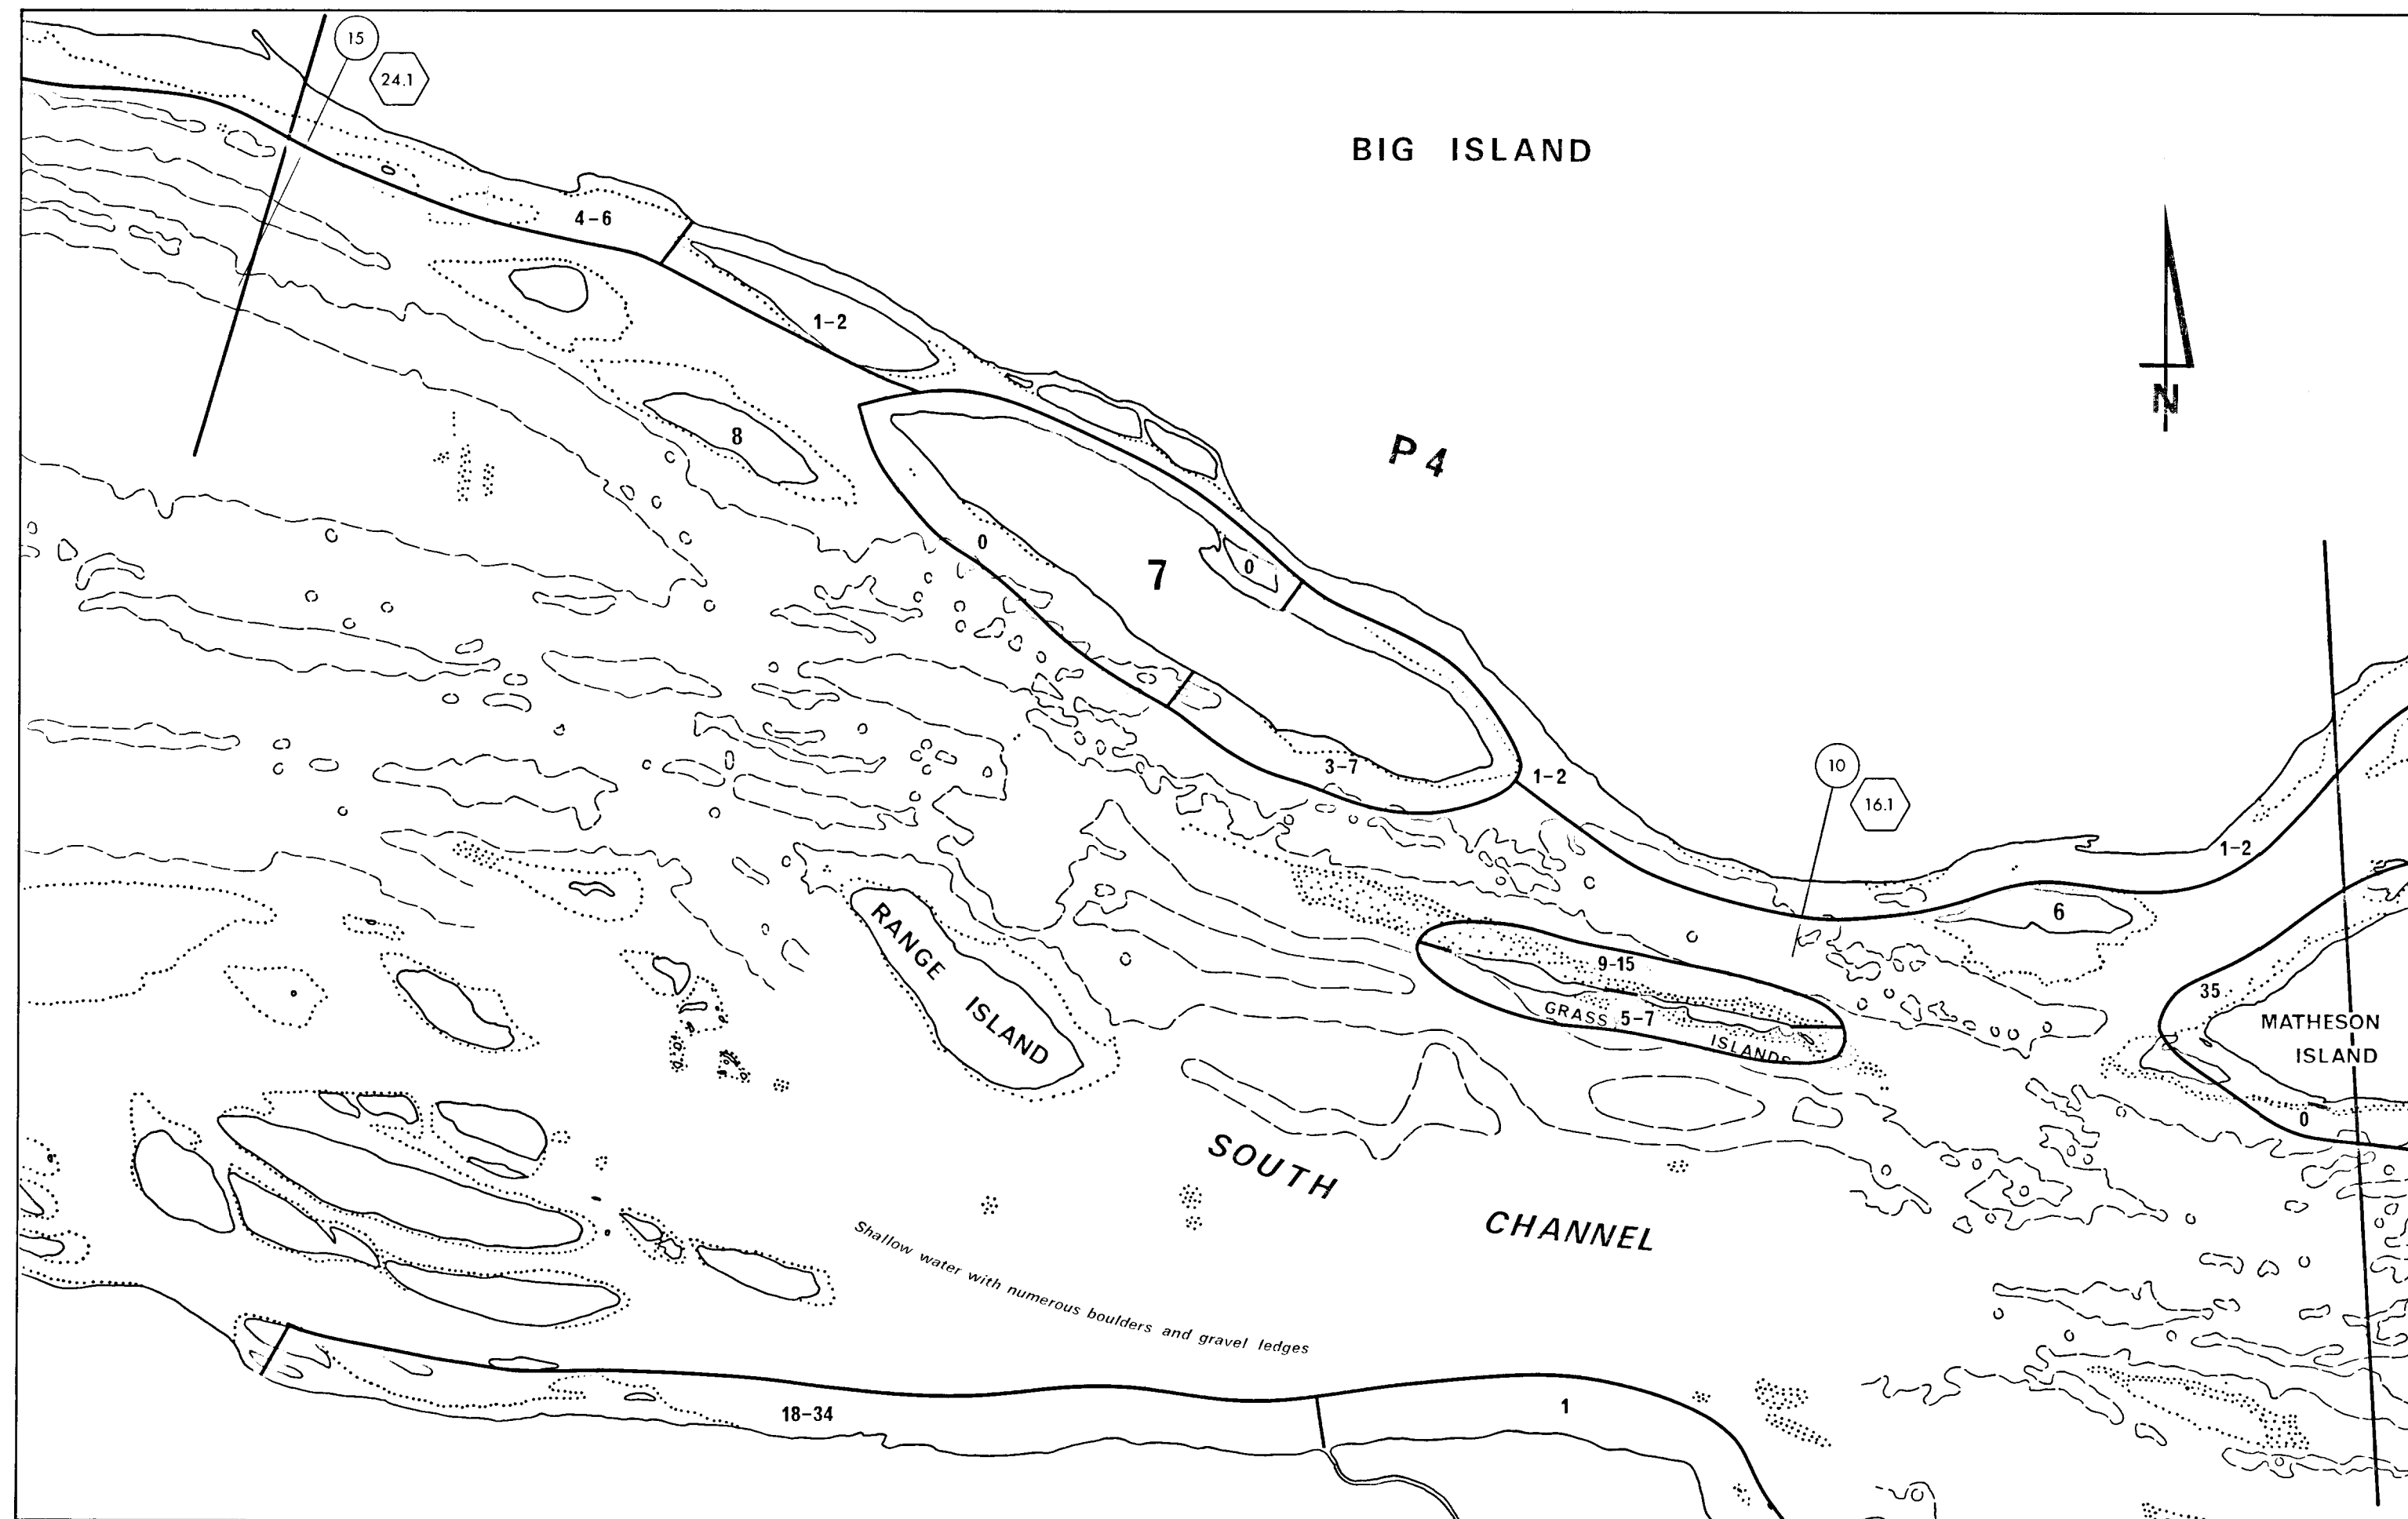 15
24.1
BIG ISLAND
4-6
1-2
N
P 4
8
0
7
0
3-7
1-2
10
16.1
1-2
6
RANGE ISLAND
9-15
GRASS 5-7
ISLANDS
35
MATHESON
ISLAND
0
SOUTH CHANNEL
Shallow water with numerous boulders and gravel ledges
18-34
1